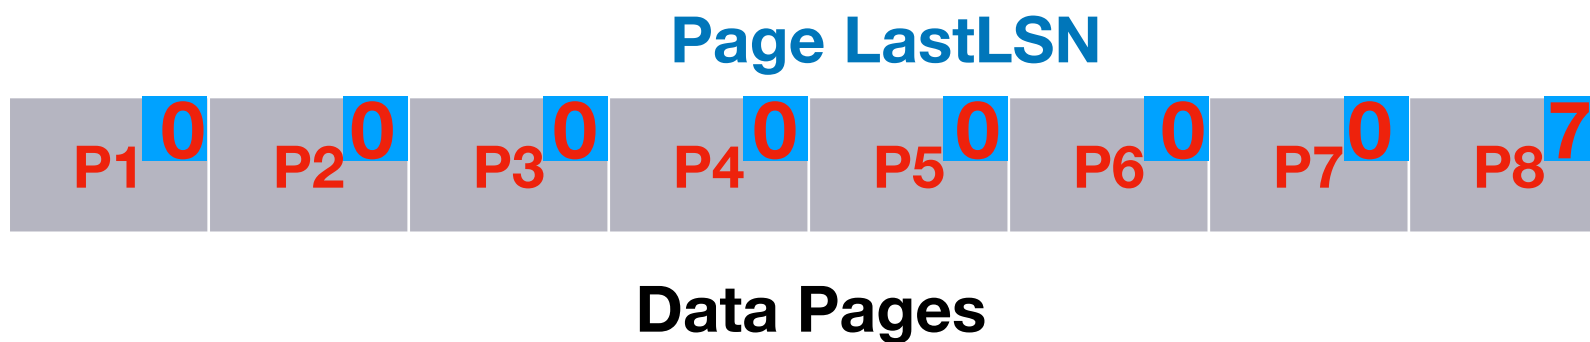 Page LastLSN
P1 0 P2 0 P3 0 P4 0 P5 0 P6 0 P7 0 P8 7
Data Pages